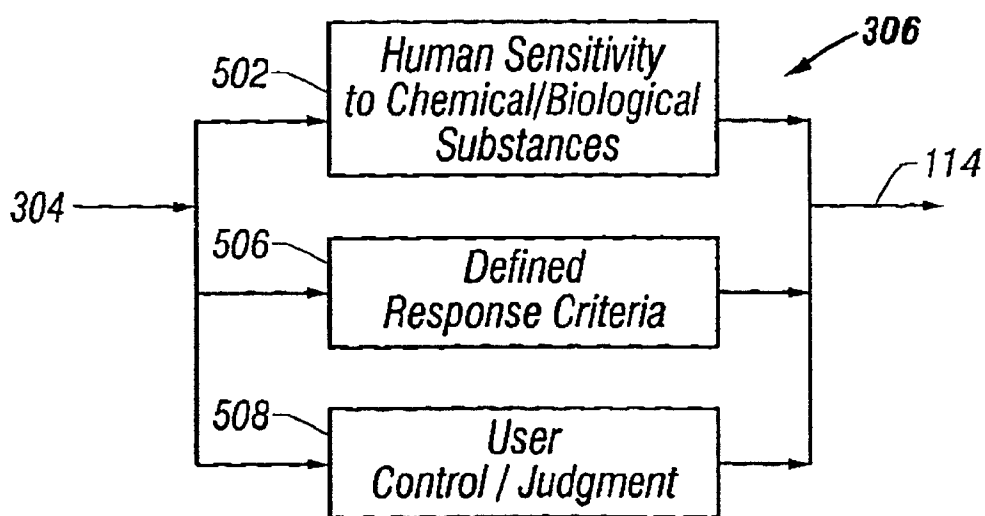 306
502
Human Sensitivity
to Chemical/Biological
Substances
114
304
506
Defined
Response Criteria
508
User
Control / Judgment